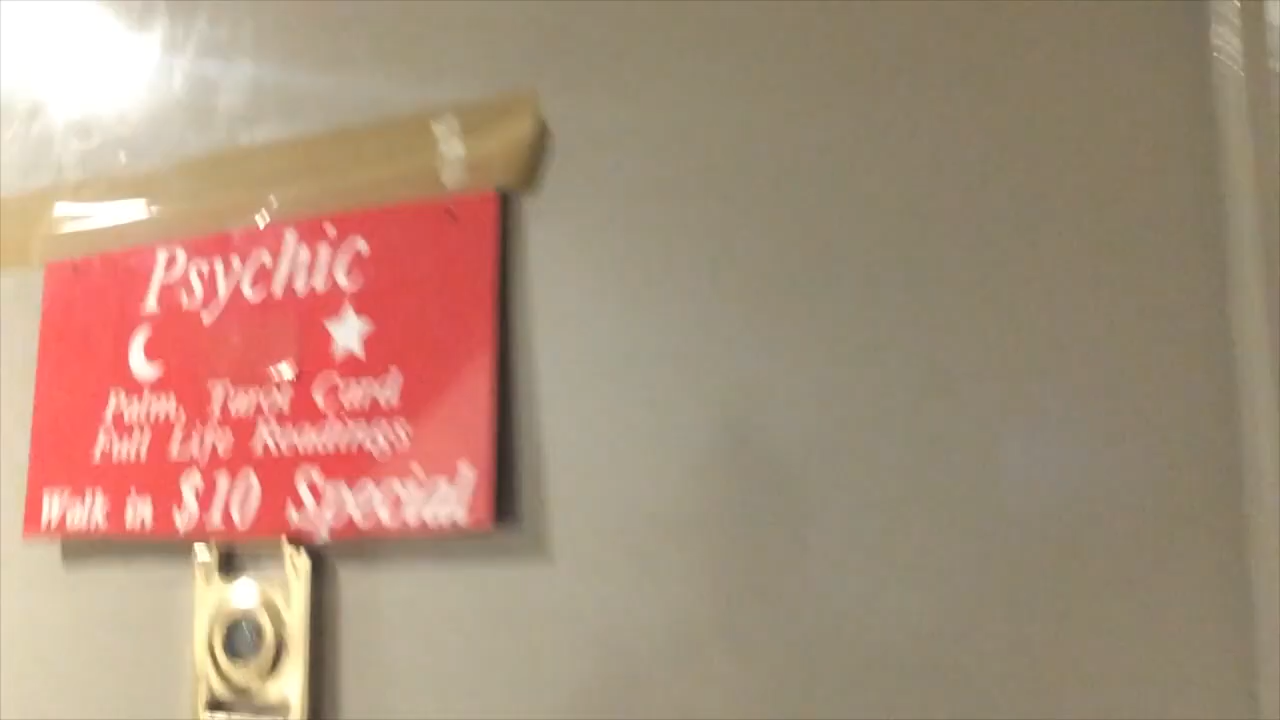 Psychic
Palm, Tarot Card
Full Life Readings
Walk in $10 Special